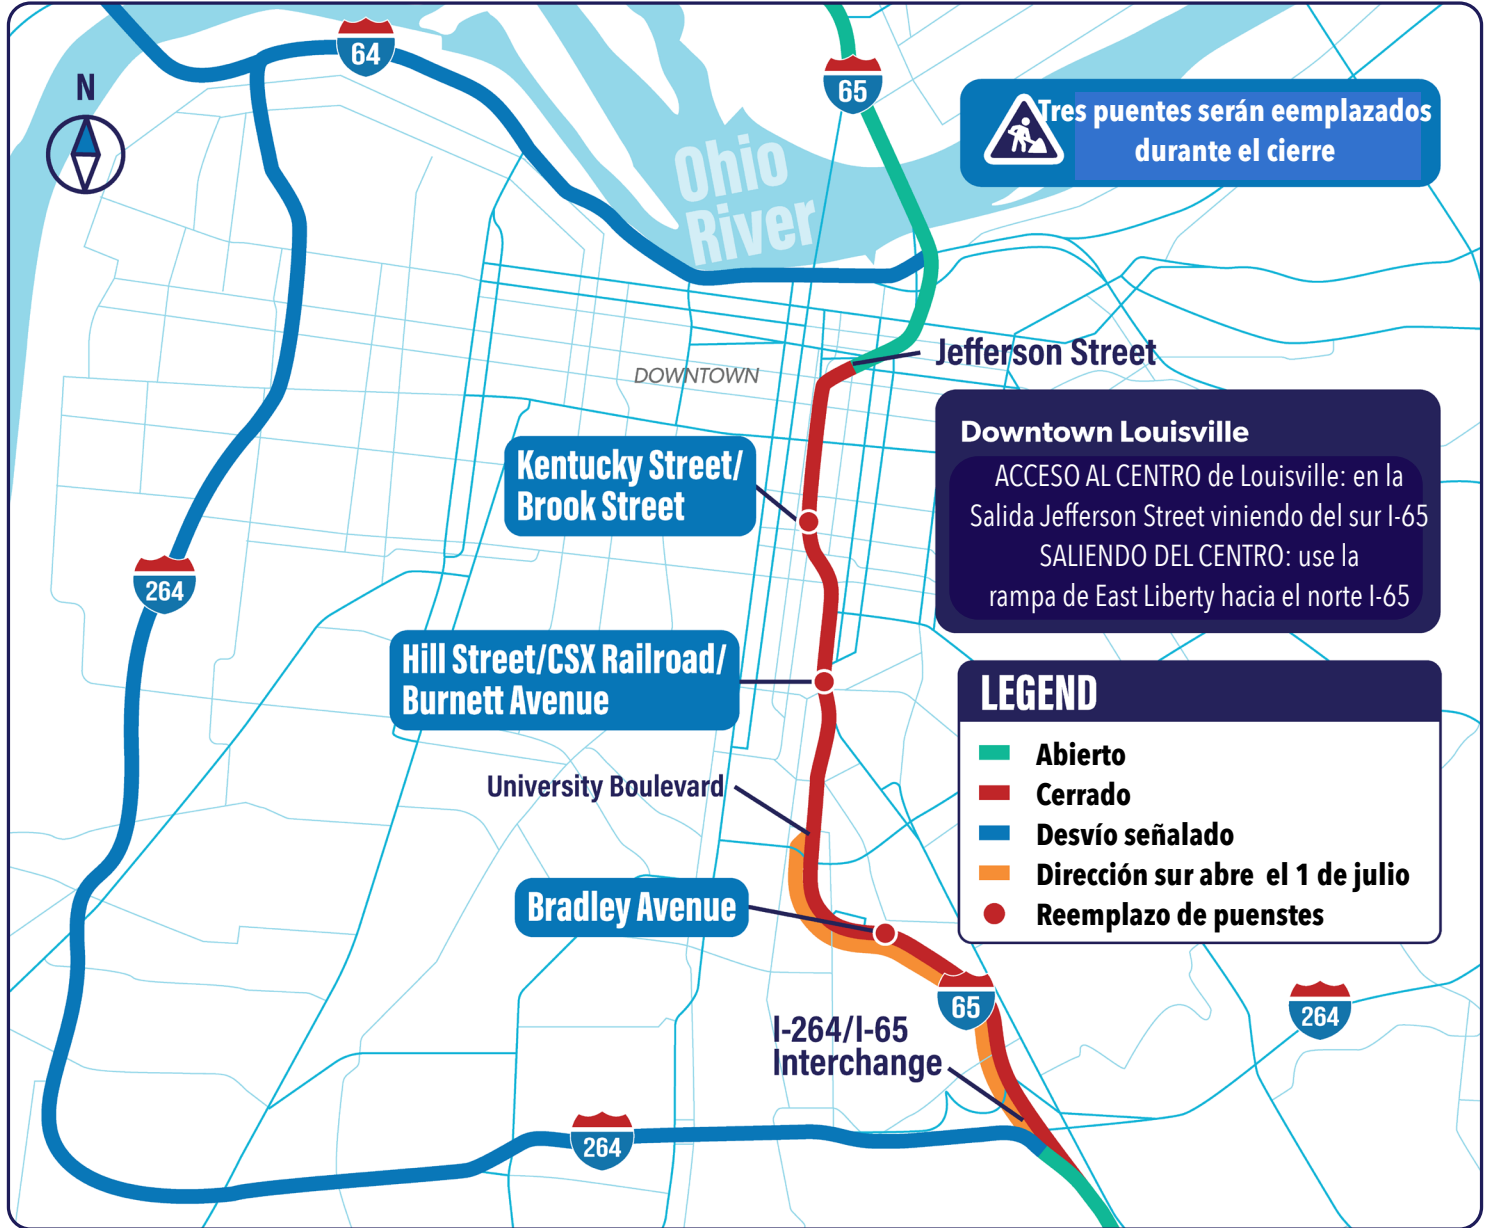 64
65
N
Tres puentes serán eemplazados
durante el cierre
Ohio
River
Jefferson Street
DOWNTOWN
Downtown Louisville
ACCESO AL CENTRO de Louisville: en la
Salida Jefferson Street viniendo del sur I-65
SALIENDO DEL CENTRO: use la
rampa de East Liberty hacia el norte I-65
Kentucky Street/
Brook Street
264
Hill Street/CSX Railroad/
Burnett Avenue
LEGEND
Abierto
Cerrado
Desvío señalado
Dirección sur abre el 1 de julio
Reemplazo de puenstes
University Boulevard
Bradley Avenue
65
264
I-264/I-65
Interchange
264